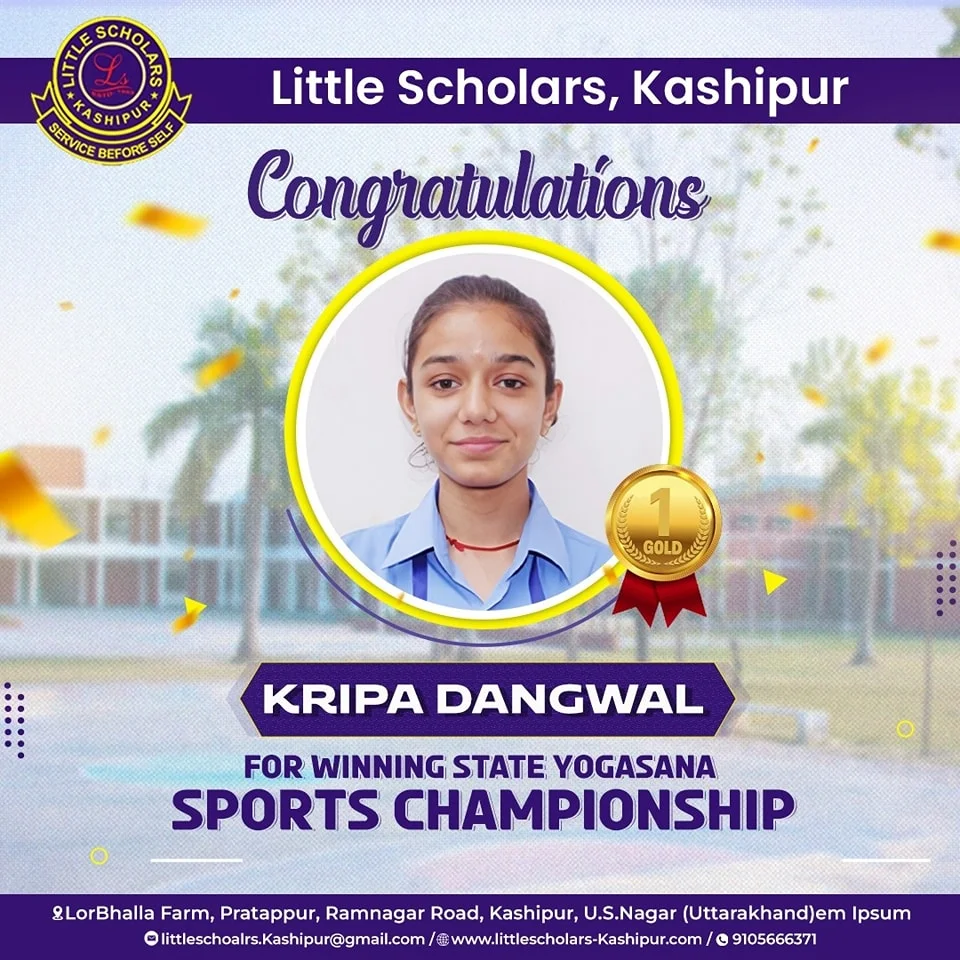 LITTLE SCHOLARS
Ls
ESTD. 1993
★ KASHIPUR ★
SERVICE BEFORE SELF
Little Scholars, Kashipur
Congratulations
1
GOLD
KRIPA DANGWAL
FOR WINNING STATE YOGASANA
SPORTS CHAMPIONSHIP
LorBhalla Farm, Pratappur, Ramnagar Road, Kashipur, U.S.Nagar (Uttarakhand)em Ipsum
littleschoalrs.Kashipur@gmail.com / www.littlescholars-Kashipur.com / 9105666371